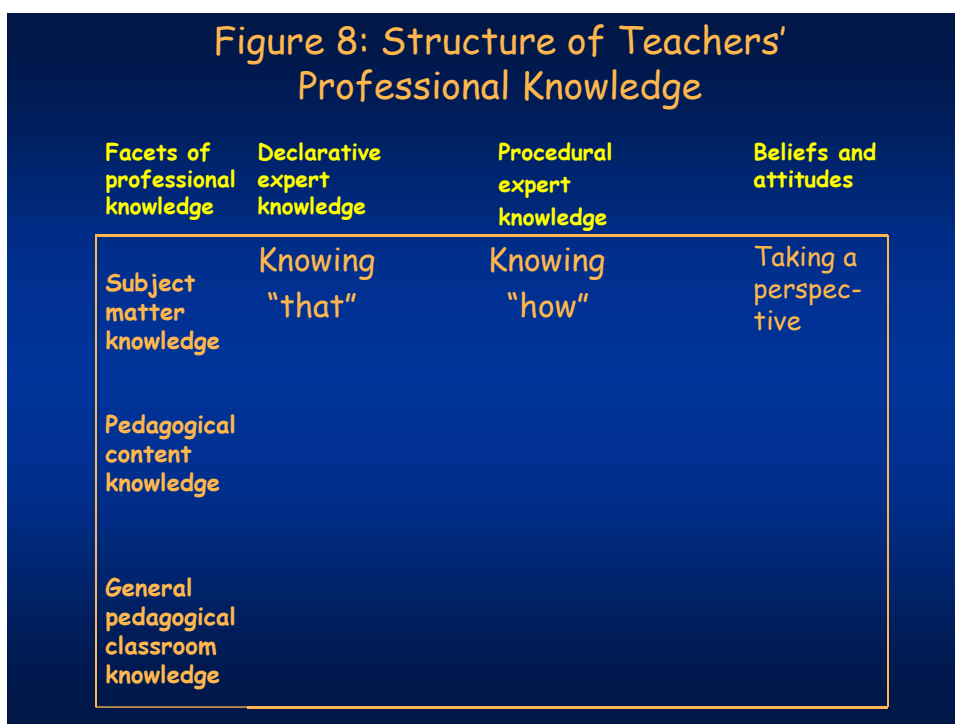 Figure 8: Structure of Teachers’
Professional Knowledge
Facets of
professional
knowledge
Declarative
expert
knowledge
Procedural
expert
knowledge
Beliefs and
attitudes
Subject
matter
knowledge
Knowing
“that”
Knowing
“how”
Taking a
perspec-
tive
Pedagogical
content
knowledge
General
pedagogical
classroom
knowledge